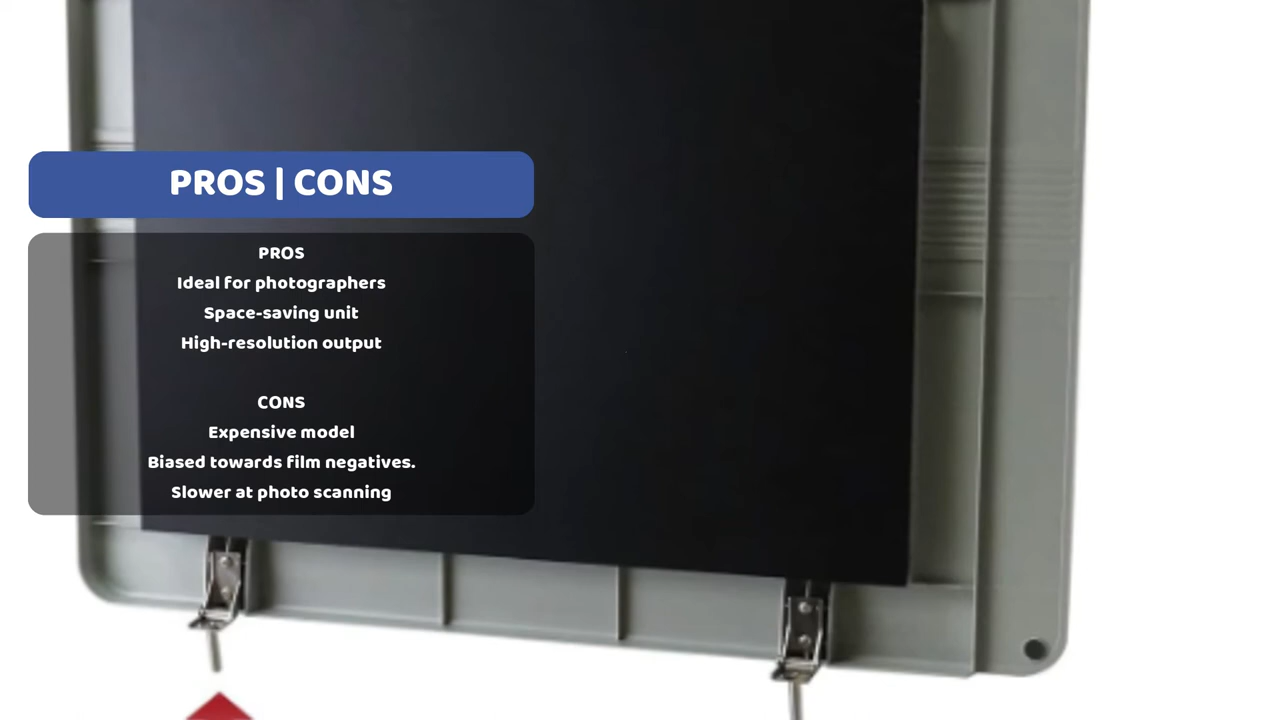 PROS | CONS
PROS
Ideal for photographers
Space-saving unit
High-resolution output
CONS
Expensive model
Biased towards film negatives.
Slower at photo scanning